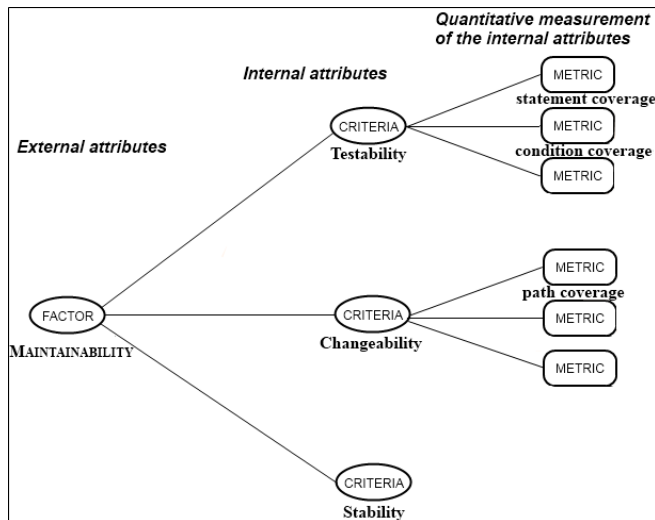 Quantitative measurement
of the internal attributes
Internal attributes
External attributes
METRIC
statement coverage
CRITERIA
METRIC
Testability
condition coverage
METRIC
METRIC
path coverage
FACTOR
CRITERIA
METRIC
MAINTAINABILITY
Changeability
METRIC
CRITERIA
Stability